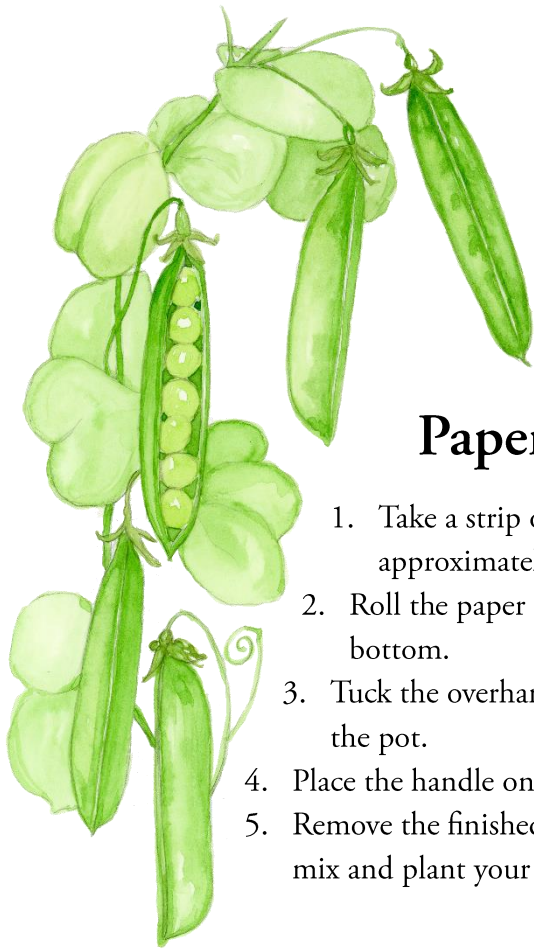 Paper
1. Take a strip
approximate
2. Roll the paper
bottom.
3. Tuck the overha
the pot.
4. Place the handle on
5. Remove the finished
mix and plant your